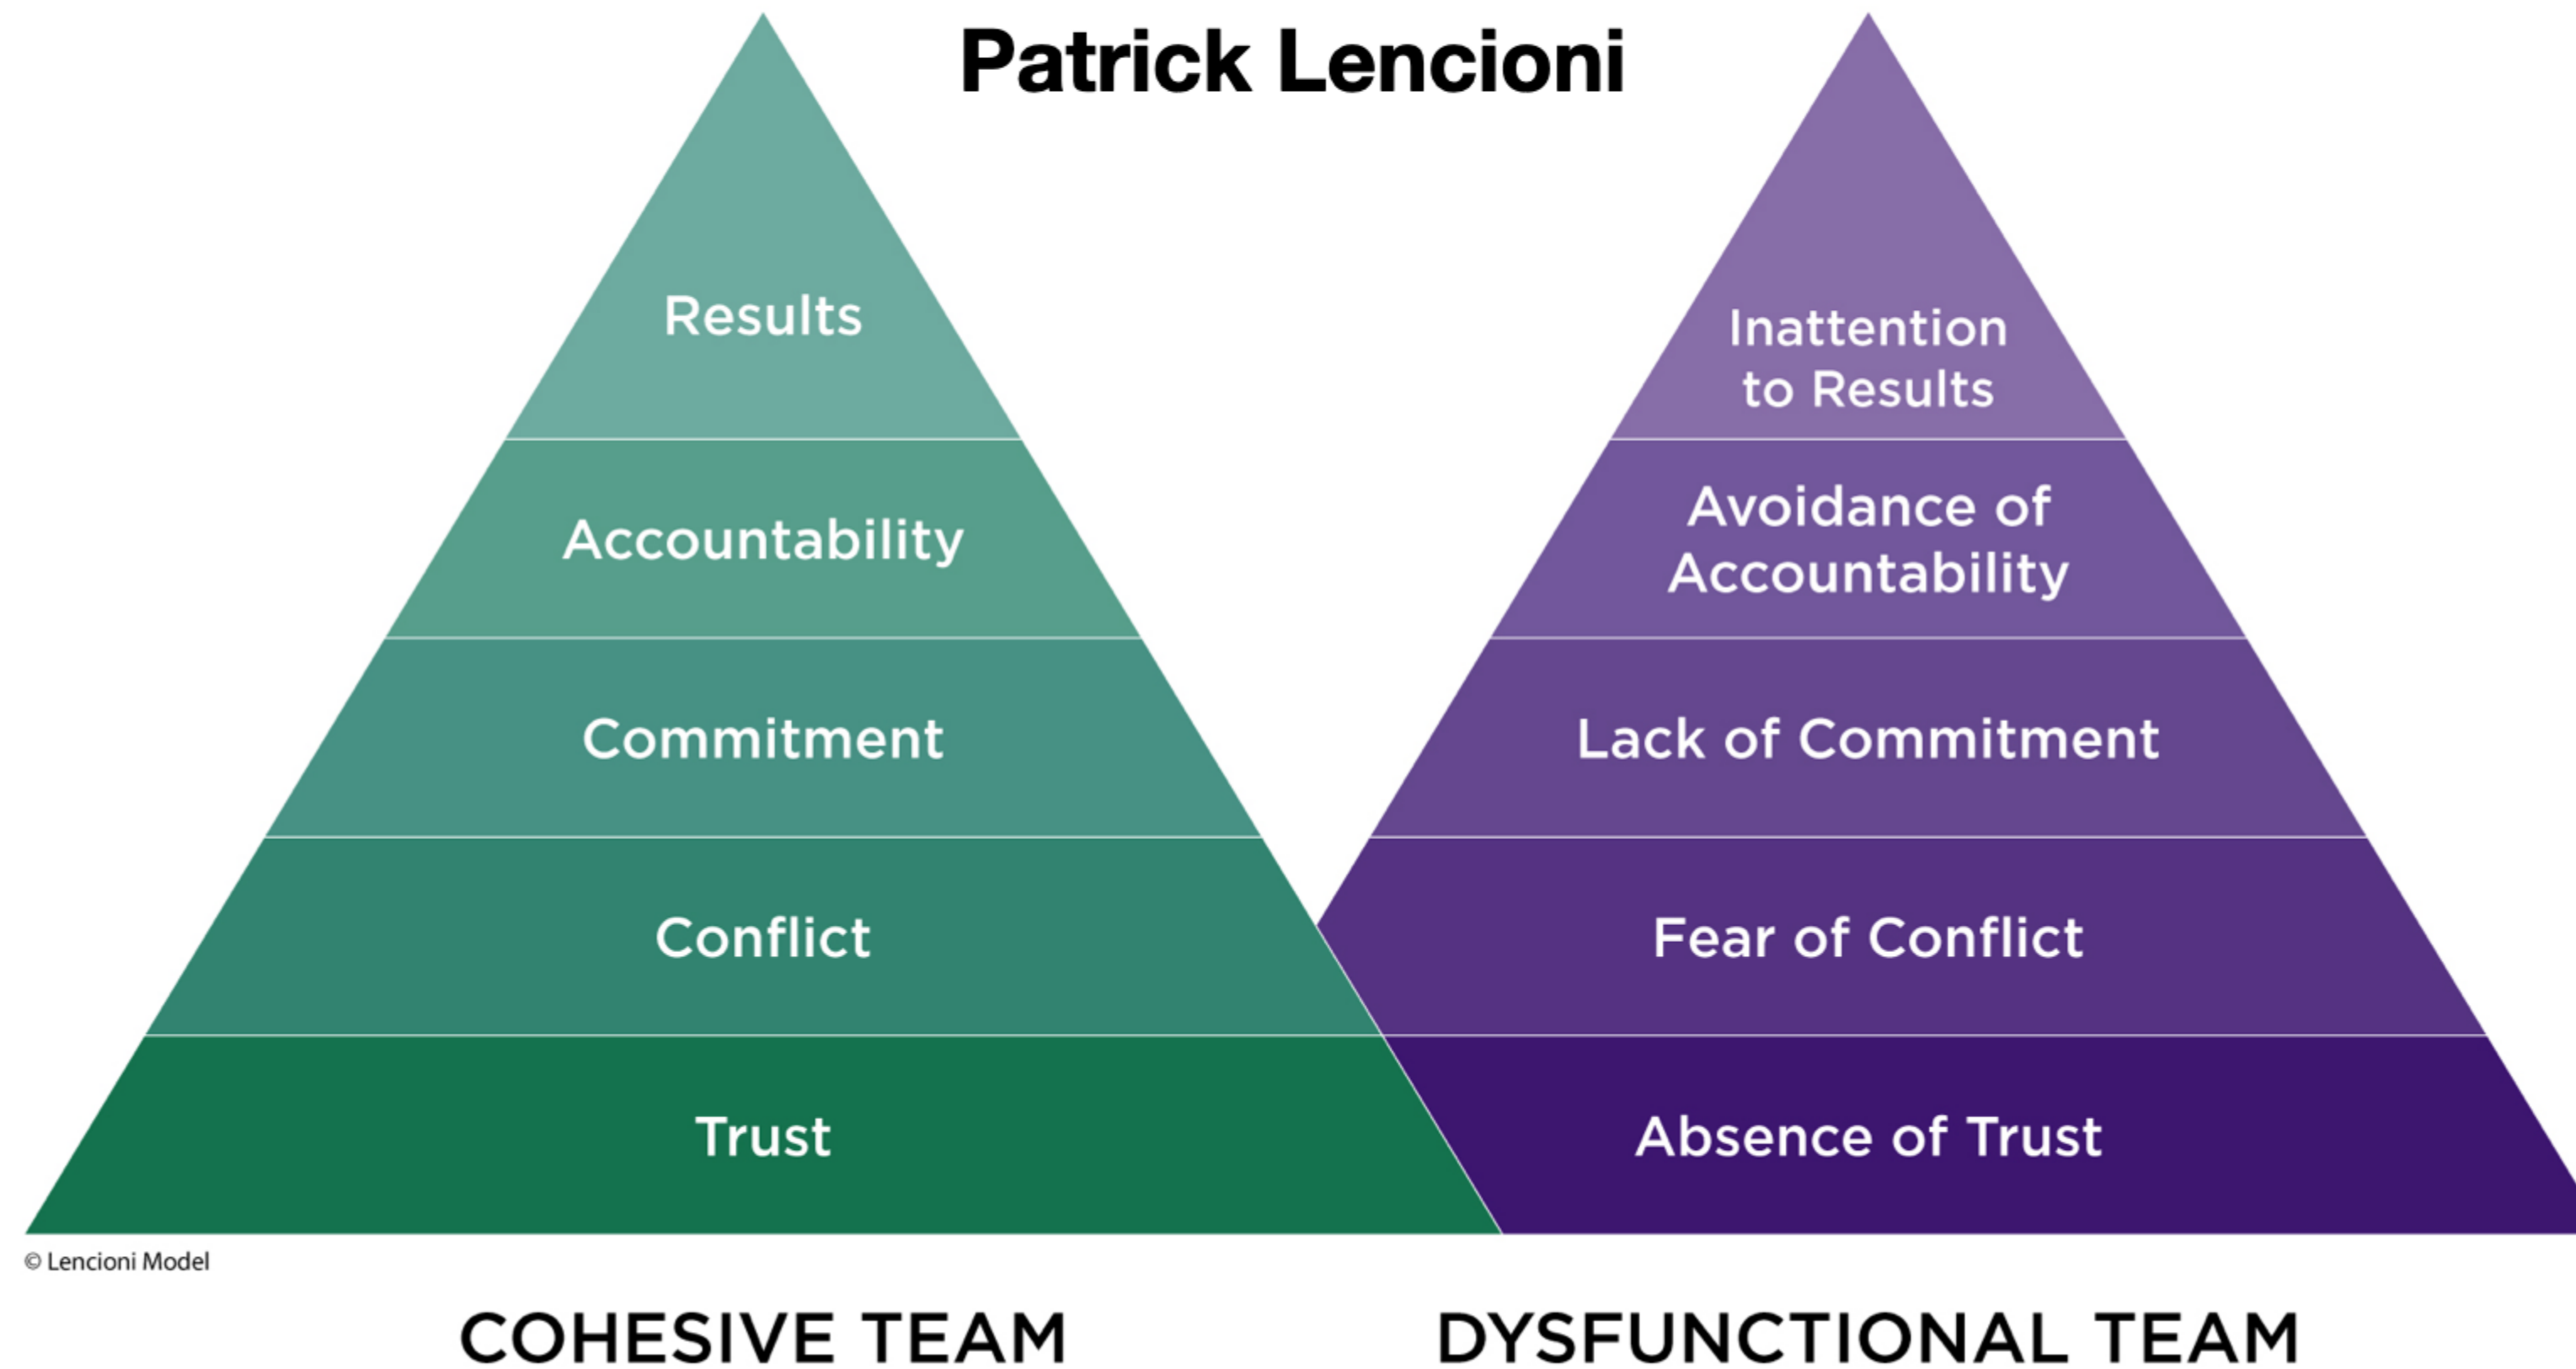 Patrick Lencioni
Results
Accountability
Commitment
Conflict
Trust
© Lencioni Model
COHESIVE TEAM
Inattention
to Results
Avoidance of
Accountability
Lack of Commitment
Fear of Conflict
Absence of Trust
DYSFUNCTIONAL TEAM